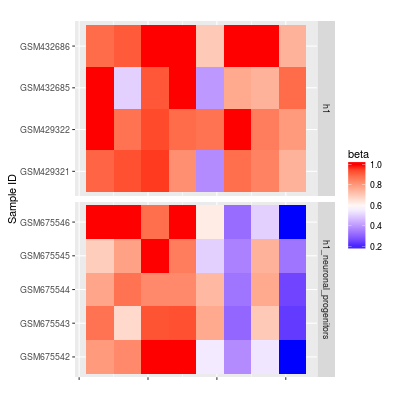 GSM432686
GSM432685
GSM429322
GSM429321
h1
GSM675546
GSM675545
GSM675544
GSM675543
GSM675542
h1_neuronal_progenitors
Sample ID
beta
1.0
0.8
0.6
0.4
0.2